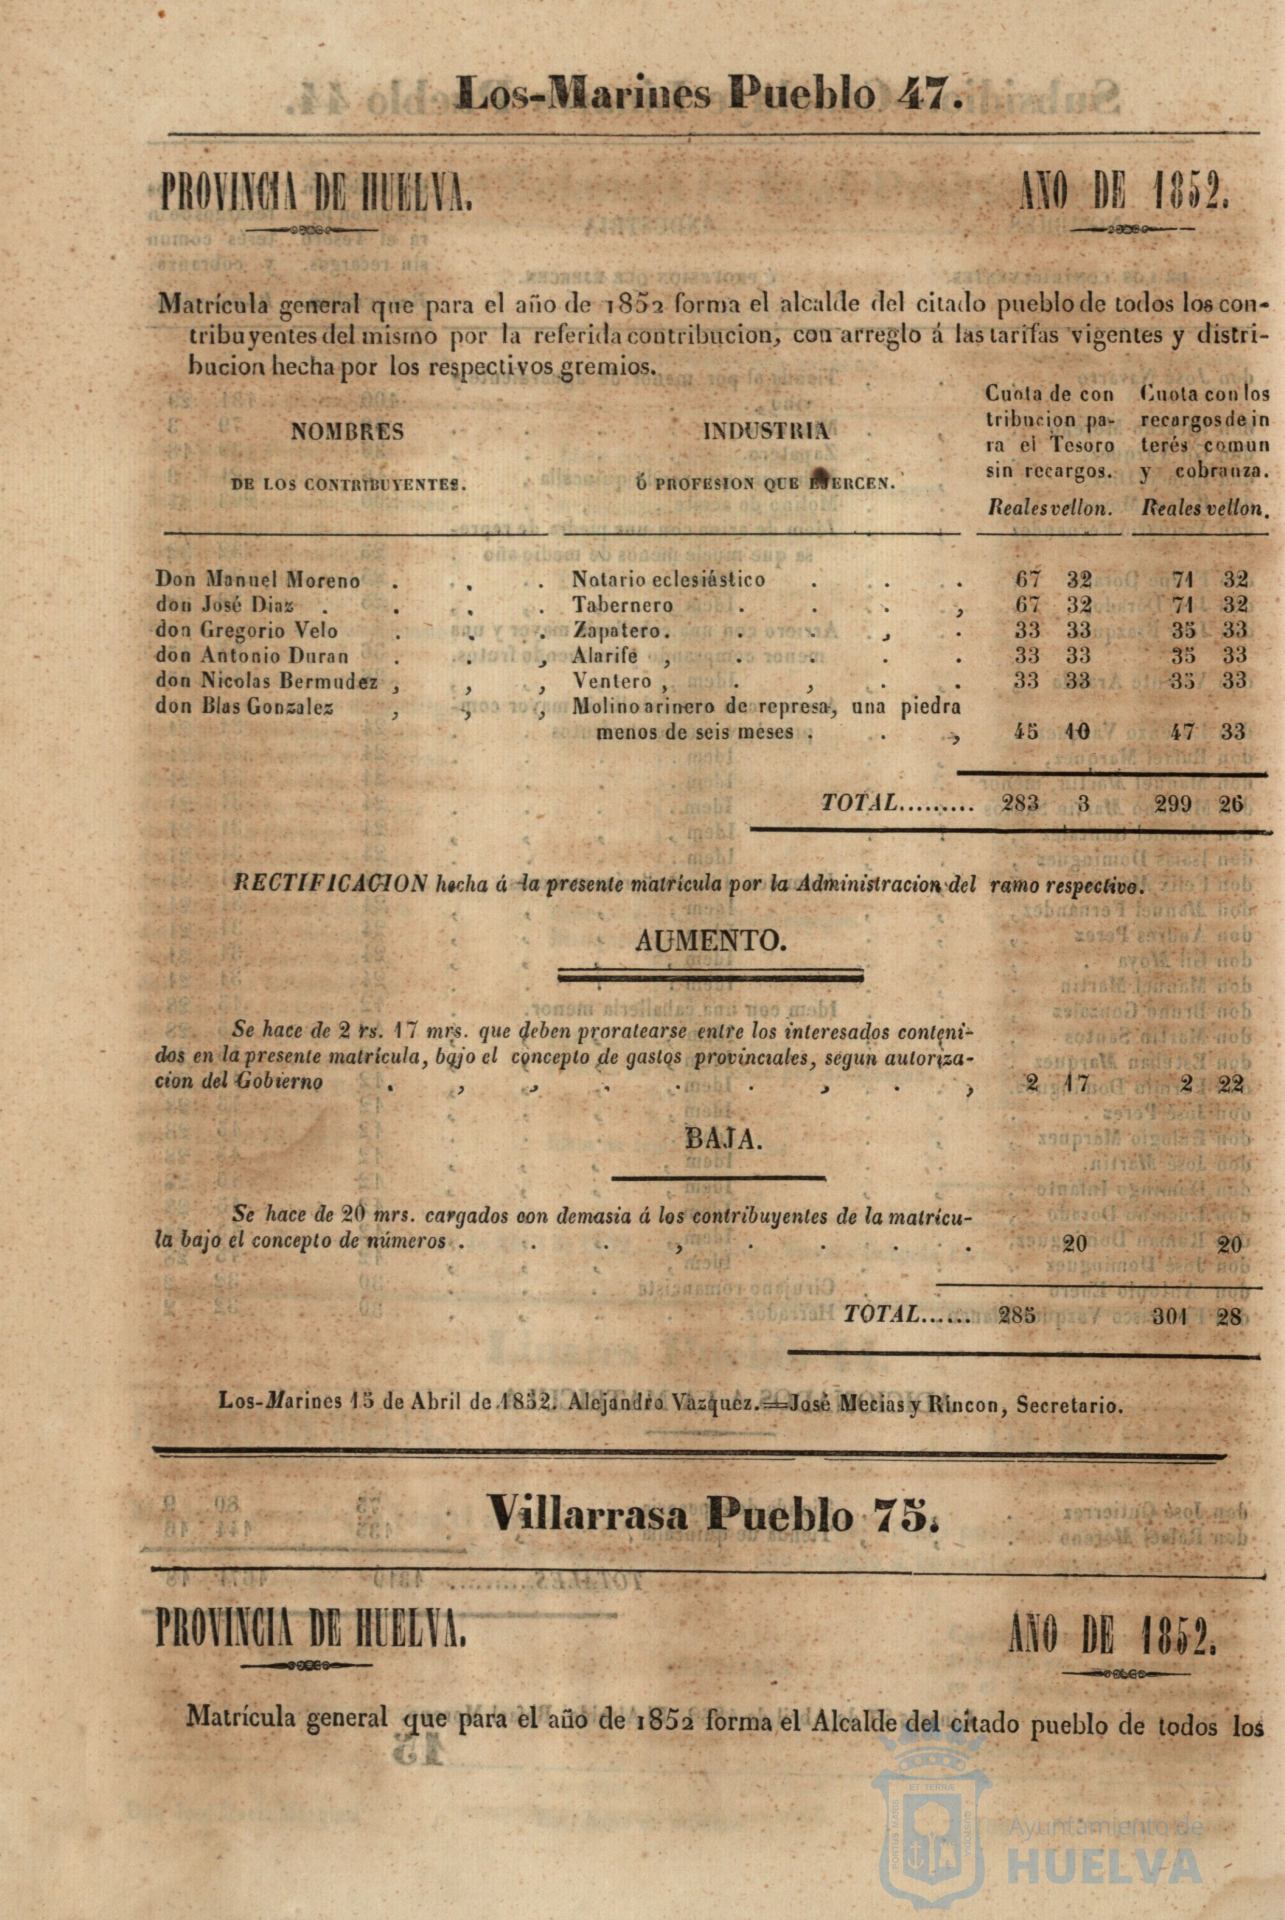 Los-Marines Pueblo 47.
PROVINCIA DE HUELVA. AÑO DE 1852.
Matrícula general que para el año de 1852 forma el alcalde del citado pueblo de todos los con-
tribuyentes del mismo por la referida contribucion, con arreglo á las tarifas vigentes y distri-
bucion hecha por los respectivos gremios.
NOMBRES
DE LOS CONTRIBUYENTES.
INDUSTRIA
Ó PROFESION QUE EJERCEN.
Cuota de con
tribucion pa-
ra el Tesoro
sin recargos.
Reales vellon.
Cuota con los
recargos de in
terés comun
y cobranza.
Reales vellon.
Don Manuel Moreno . , . Notario eclesiástico . . . 67 32 71 32
don José Diaz . . . . Tabernero . . . , 67 32 71 32
don Gregorio Velo . . . Zapatero. . . , . 33 33 35 33
don Antonio Duran . . , Alarife , . . . . 33 33 35 33
don Nicolas Bermudez , , , Ventero , . , . . 33 33 35 33
don Blas Gonzalez , , , Molino arinero de represa, una piedra
menos de seis meses . . , 45 10 47 33
TOTAL......... 283 3 299 26
RECTIFICACION hecha á la presente matrícula por la Administracion del ramo respectivo.
AUMENTO.
Se hace de 2 rs. 17 mrs. que deben proratearse entre los interesados conteni-
dos en la presente matrícula, bajo el concepto de gastos provinciales, segun autoriza-
cion del Gobierno . , , . . . , . , 2 17 2 22
BAJA.
Se hace de 20 mrs. cargados con demasia á los contribuyentes de la matricu-
la bajo el concepto de números . . . , . . . . 20 20
TOTAL...... 285 301 28
Los-Marines 15 de Abril de 1852. Alejandro Vazquez.=José Mecias y Rincon, Secretario.
Villarrasa Pueblo 75.
PROVINCIA DE HUELVA. AÑO DE 1852.
Matrícula general que para el año de 1852 forma el Alcalde del citado pueblo de todos los
Ayuntamiento de
HUELVA